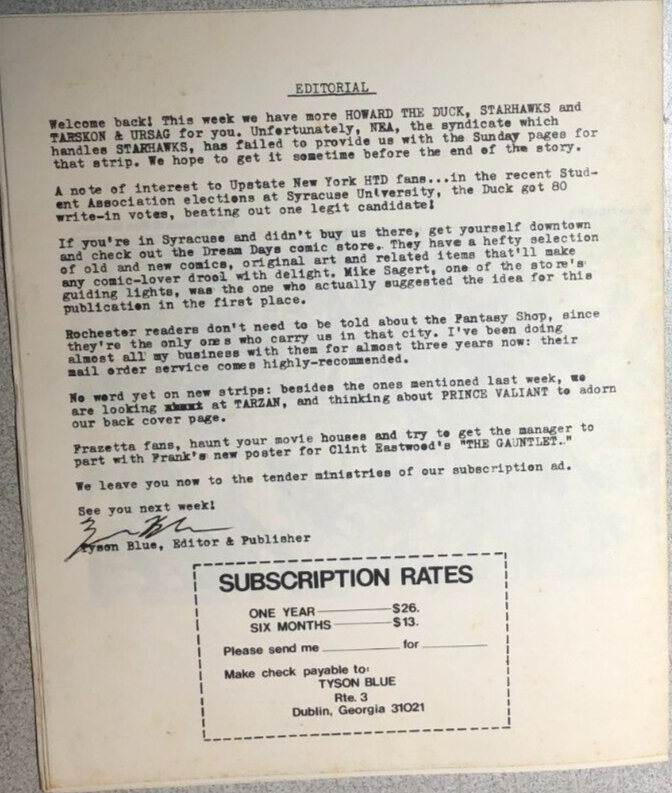 EDITORIAL
Welcome back! This week we have more HOWARD THE DUCK, STARHAWKS and
TARSKON & URSAG for you. Unfortunately, NEA, the syndicate which
handles STARHAWKS, has failed to provide us with the Sunday pages for
that strip. We hope to get it sometime before the end of the story.
A note of interest to Upstate New York HTD fans...in the recent Stud-
ent Association elections at Syracuse University, the Duck got 80
write-in votes, beating out one legit candidate!
If you're in Syracuse and didn't buy us there, get yourself downtown
and check out the Dream Days comic store. They have a hefty selection
of old and new comics, original art and related items that'll make
any comic-lover drool with delight. Mike Sagert, one of the store's
guiding lights, was the one who actually suggested the idea for this
publication in the first place.
Rochester readers don't need to be told about the Fantasy Shop, since
they're the only ones who carry us in that city. I've been doing
almost all my business with them for almost three years now: their
mail order service comes highly-recommended.
No word yet on new strips: besides the ones mentioned last week, we
are looking at TARZAN, and thinking about PRINCE VALIANT to adorn
our back cover page.
Frazetta fans, haunt your movie houses and try to get the manager to
part with Frank's new poster for Clint Eastwood's "THE GAUNTLET."
We leave you now to the tender ministries of our subscription ad.
See you next week!
Tyson Blue, Editor & Publisher
SUBSCRIPTION RATES
ONE YEAR $26.
SIX MONTHS $13.
Please send me for
Make check payable to:
TYSON BLUE
Rte. 3
Dublin, Georgia 31021